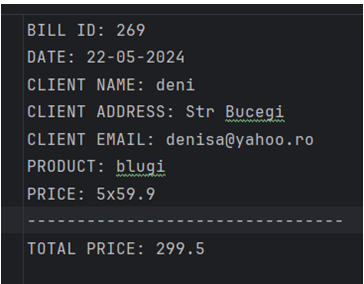 BILL ID: 269
DATE: 22-05-2024
CLIENT NAME: deni
CLIENT ADDRESS: Str Bucegi
CLIENT EMAIL: denisa@yahoo.ro
PRODUCT: blugi
PRICE: 5x59.9
--------------------------------
TOTAL PRICE: 299.5